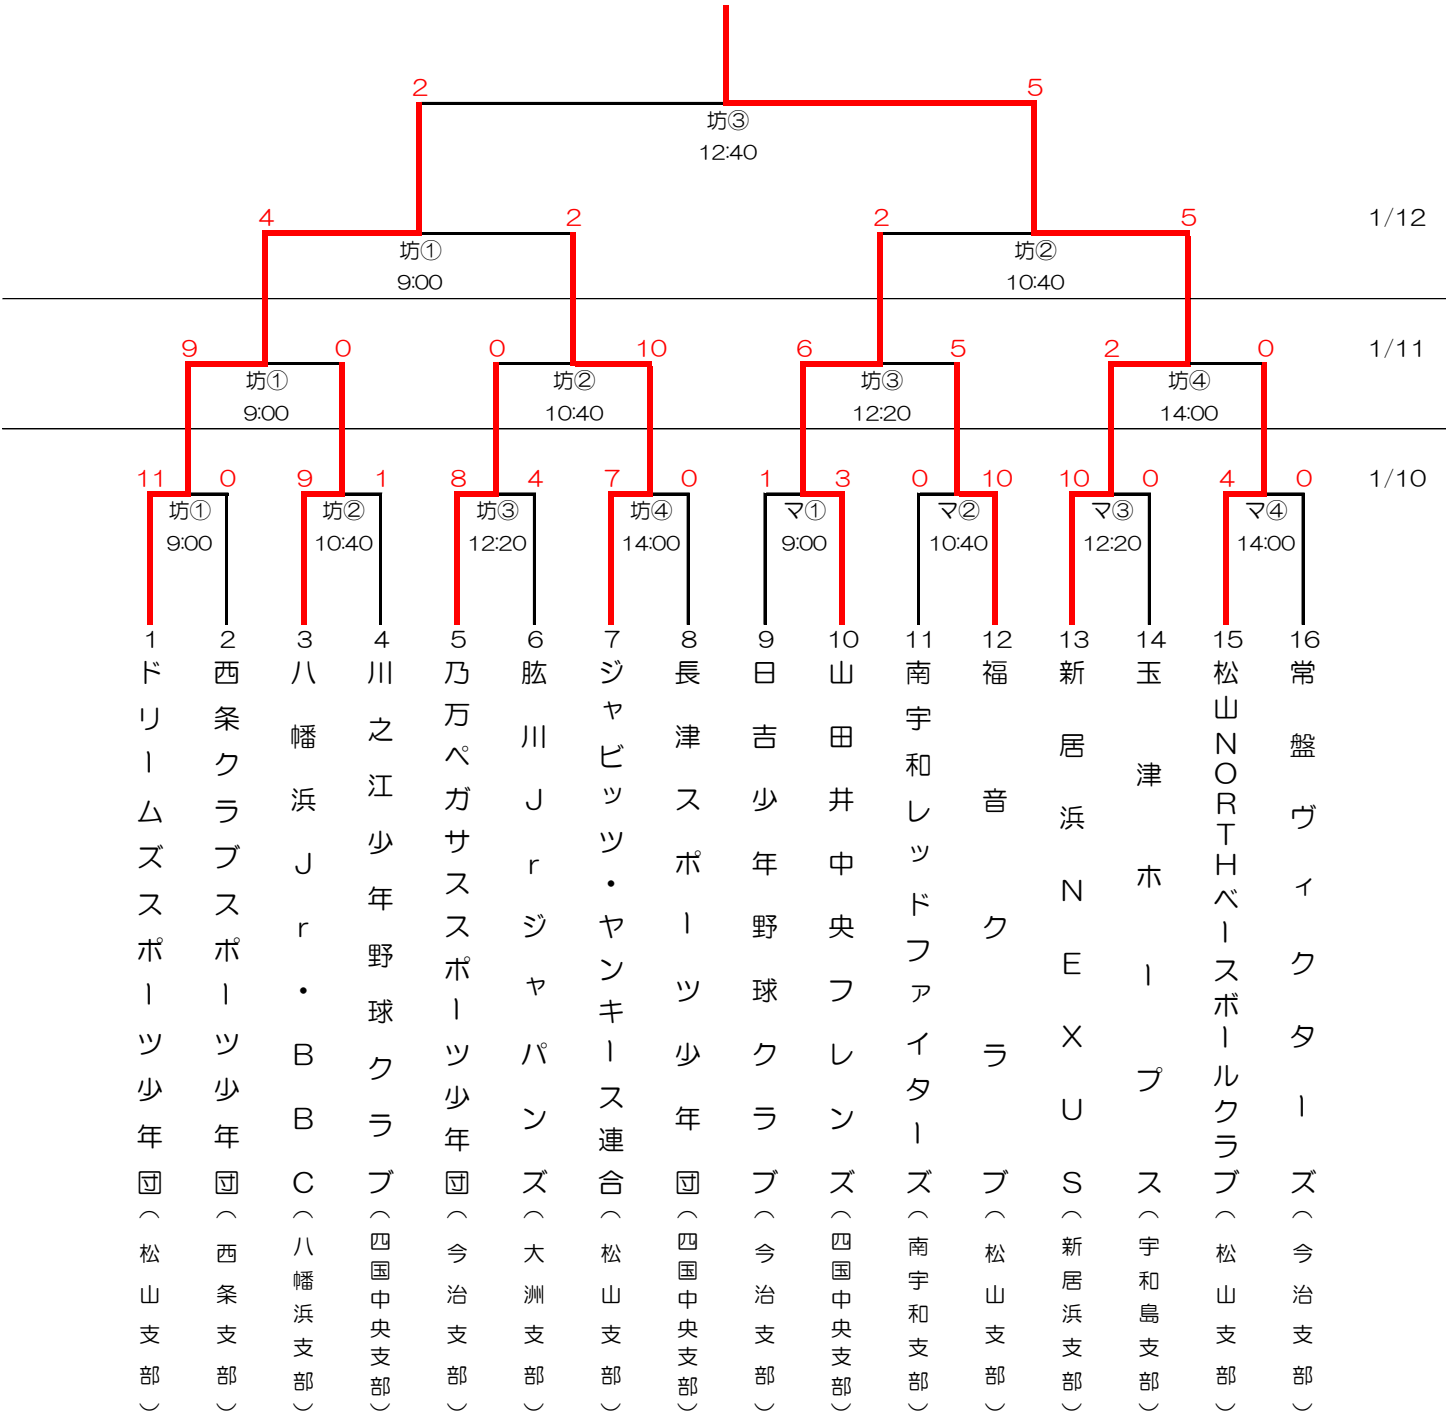 2 5
坊③
12:40
4 2 2 5 1/12
坊① 坊②
9:00 10:40
9 0 0 10 6 5 2 0 1/11
坊① 坊② 坊③ 坊④
9:00 10:40 12:20 14:00
11 0 9 1 8 4 7 0 1 3 0 10 10 0 4 0 1/10
坊① 坊② 坊③ 坊④ マ① マ② マ③ マ④
9:00 10:40 12:20 14:00 9:00 10:40 12:20 14:00
1 2 3 4 5 6 7 8 9 10 11 12 13 14 15 16
ドリームズスポーツ少年団（松山支部）
西条クラブスポーツ少年団（西条支部）
八幡浜Jr・BBC（八幡浜支部）
川之江少年野球クラブ（四国中央支部）
乃万ペガサススポーツ少年団（今治支部）
肱川Jrジャパンズ（大洲支部）
ジャビッツ・ヤンキース連合（松山支部）
長津スポーツ少年団（四国中央支部）
日吉少年野球クラブ（今治支部）
山田井中央フレンズ（四国中央支部）
南宇和レッドファイターズ（南宇和支部）
福音クラブ（松山支部）
新居浜NEXUS（新居浜支部）
玉津ホープス（宇和島支部）
松山NORTHベースボールクラブ（松山支部）
常盤ヴィクターズ（今治支部）